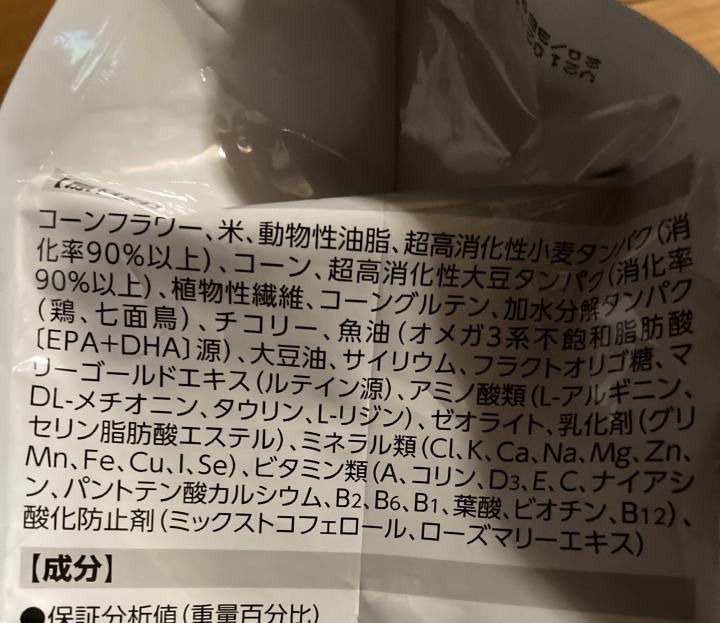 コーンフラワー、米、動物性油脂、超高消化性小麦タンパク(消
化率90%以上)、コーン、超高消化性大豆タンパク(消化率
90%以上)、植物性繊維、コーングルテン、加水分解タンパク
(鶏、七面鳥)、チコリー、魚油(オメガ3系不飽和脂肪酸
〔EPA+DHA〕源)、大豆油、サイリウム、フラクトオリゴ糖、マ
リーゴールドエキス(ルテイン源)、アミノ酸類(L-アルギニン、
DL-メチオニン、タウリン、L-リジン)、ゼオライト、乳化剤(グリ
セリン脂肪酸エステル)、ミネラル類(Cl、K、Ca、Na、Mg、Zn、
Mn、Fe、Cu、I、Se)、ビタミン類(A、コリン、D3、E、C、ナイアシ
ン、パントテン酸カルシウム、B2、B6、B1、葉酸、ビオチン、B12)、
酸化防止剤(ミックストコフェロール、ローズマリーエキス)
【成分】
●保証分析値(重量百分比)